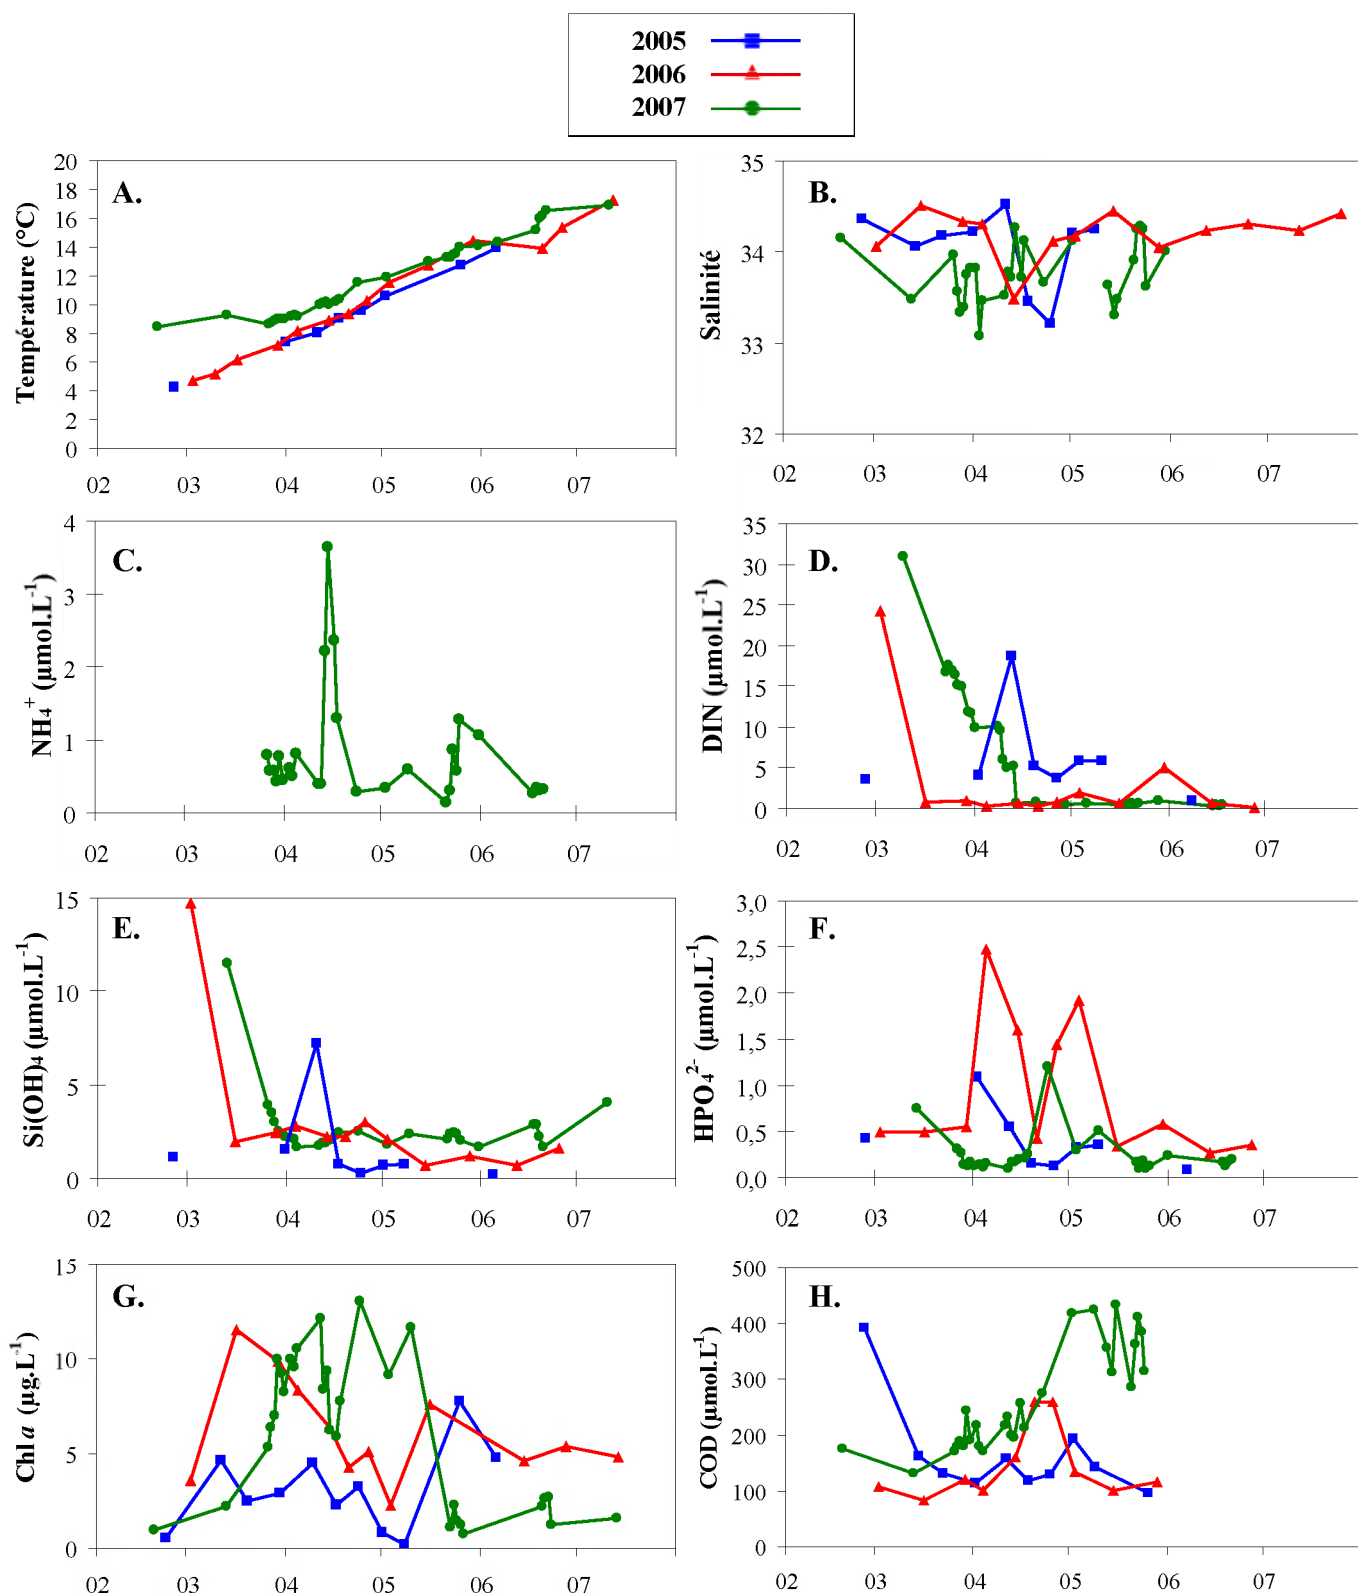 2005
2006
2007
A.
Température (°C)
20
18
16
14
12
10
8
6
4
2
0
02 03 04 05 06 07
B.
Salinité
35
34
33
32
02 03 04 05 06 07
C.
NH₄⁺ (µmol.L⁻¹)
4
3
2
1
0
02 03 04 05 06 07
D.
DIN (µmol.L⁻¹)
35
30
25
20
15
10
5
0
02 03 04 05 06 07
E.
Si(OH)₄ (µmol.L⁻¹)
15
10
5
0
02 03 04 05 06 07
F.
HPO₄²⁻ (µmol.L⁻¹)
3,0
2,5
2,0
1,5
1,0
0,5
0,0
02 03 04 05 06 07
G.
Chl a (µg.L⁻¹)
15
10
5
0
02 03 04 05 06 07
H.
COD (µmol.L⁻¹)
500
400
300
200
100
0
02 03 04 05 06 07